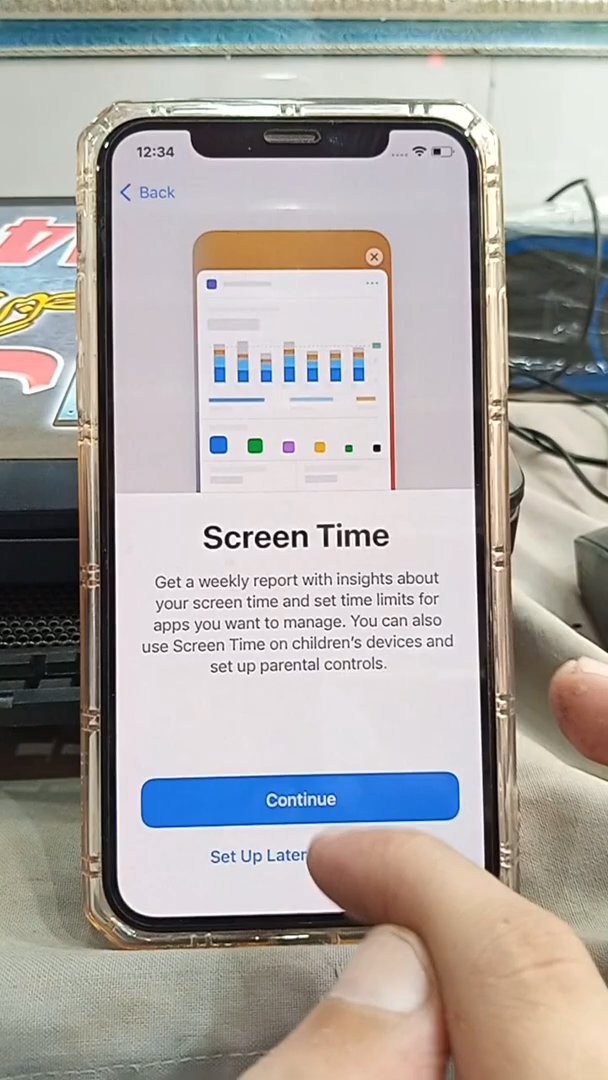 12:34
Back
Screen Time
Get a weekly report with insights about
your screen time and set time limits for
apps you want to manage. You can also
use Screen Time on children's devices and
set up parental controls.
Continue
Set Up Later